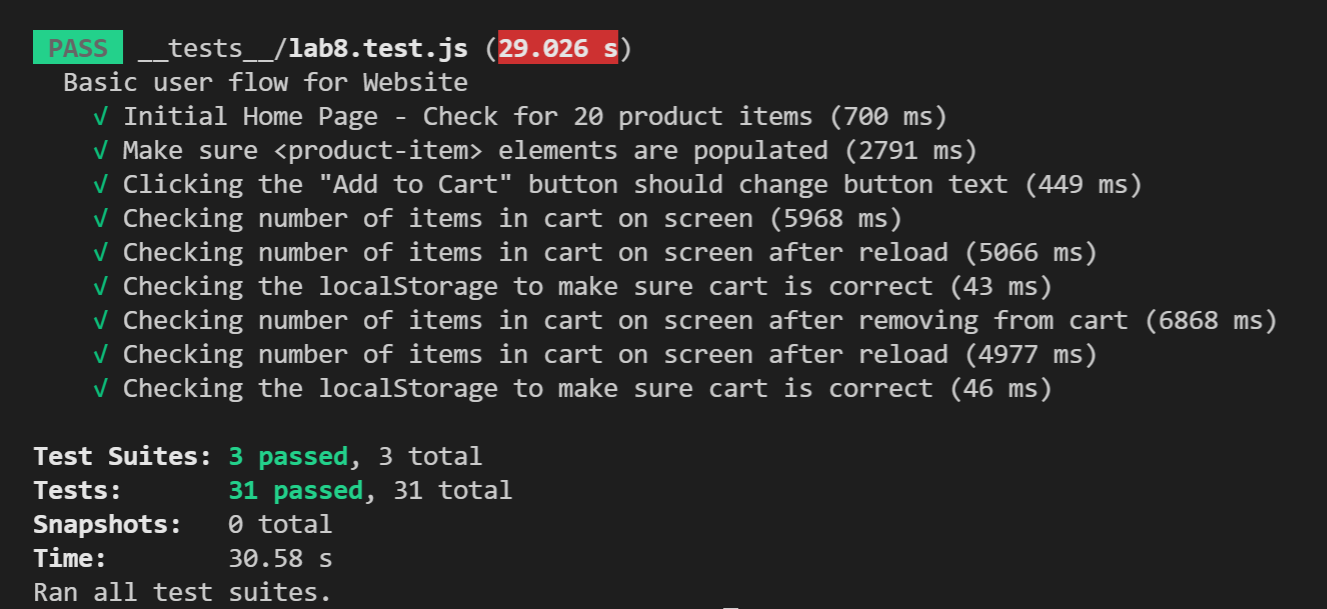 PASS __tests__/lab8.test.js (29.026 s)
Basic user flow for Website
√ Initial Home Page - Check for 20 product items (700 ms)
√ Make sure <product-item> elements are populated (2791 ms)
√ Clicking the "Add to Cart" button should change button text (449 ms)
√ Checking number of items in cart on screen (5968 ms)
√ Checking number of items in cart on screen after reload (5066 ms)
√ Checking the localStorage to make sure cart is correct (43 ms)
√ Checking number of items in cart on screen after removing from cart (6868 ms)
√ Checking number of items in cart on screen after reload (4977 ms)
√ Checking the localStorage to make sure cart is correct (46 ms)
Test Suites: 3 passed, 3 total
Tests: 31 passed, 31 total
Snapshots: 0 total
Time: 30.58 s
Ran all test suites.